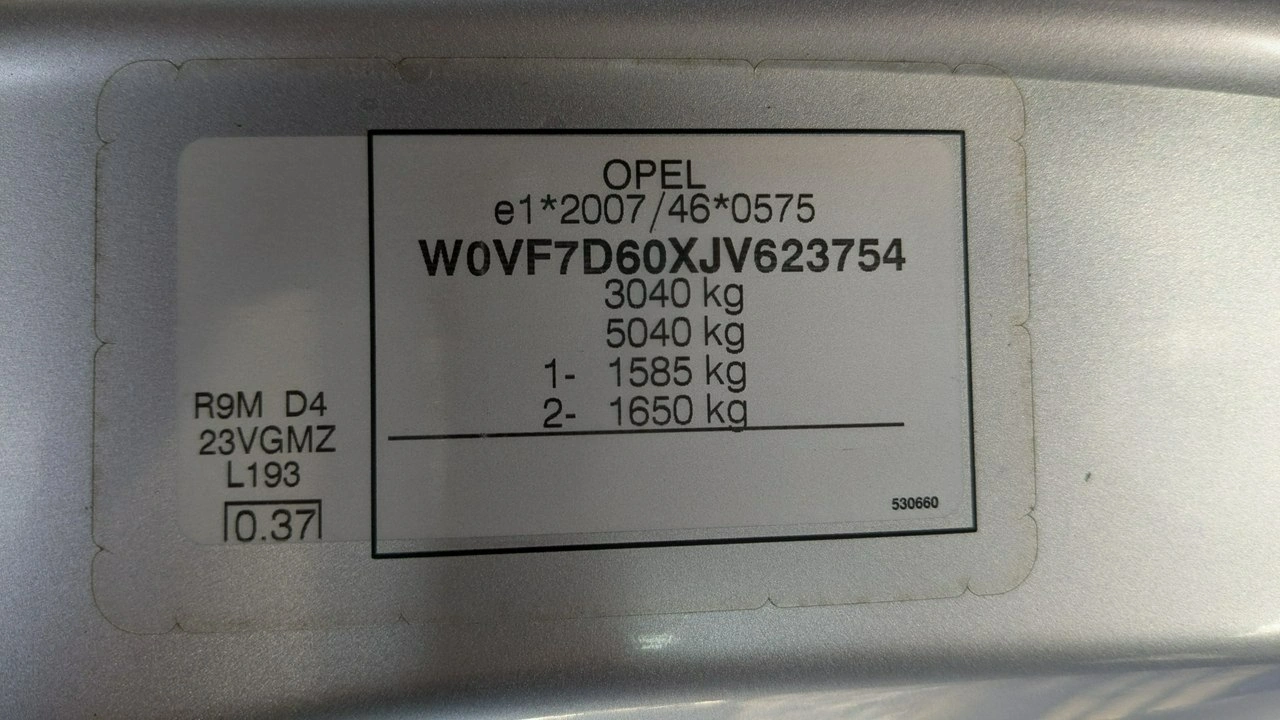 OPEL
e1*2007/46*0575
W0VF7D60XJV623754
3040 kg
5040 kg
1- 1585 kg
2- 1650 kg
R9M D4
23VGMZ
L193
0.37
530660